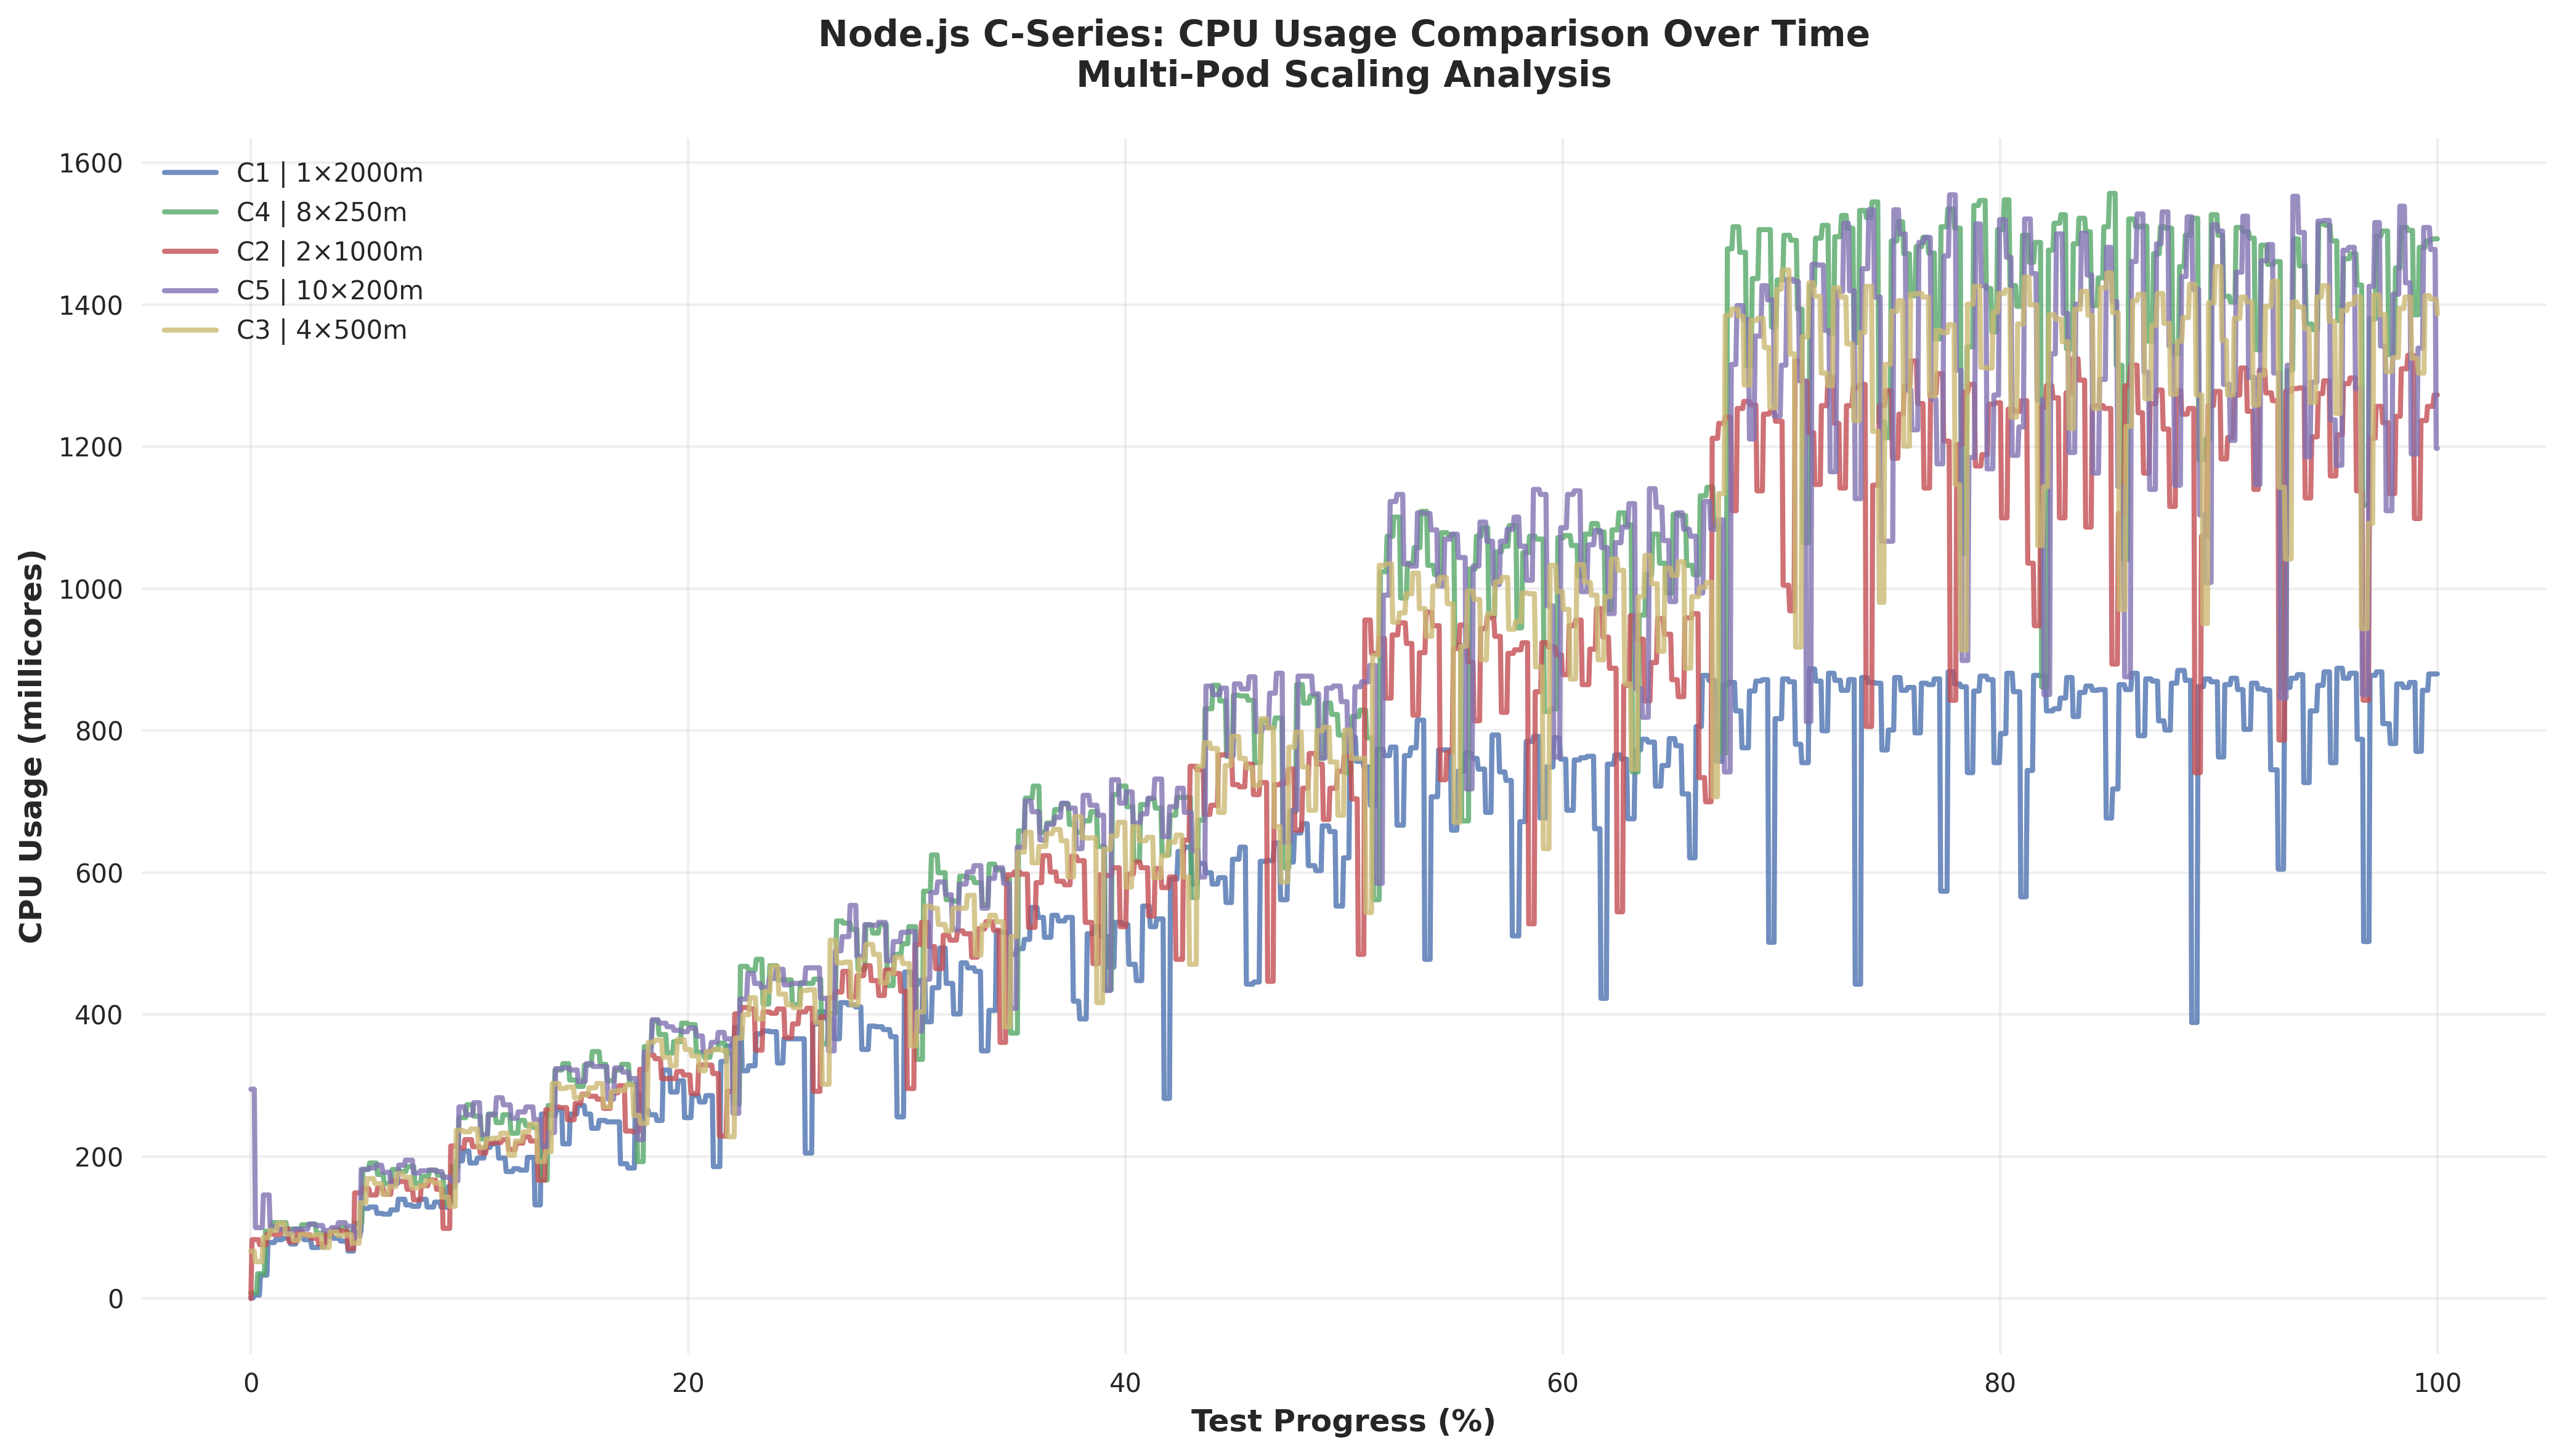 Node.js C-Series: CPU Usage Comparison Over Time
Multi-Pod Scaling Analysis
1600
1400
1200
1000
800
600
400
200
0
C1 | 1×2000m
C4 | 8×250m
C2 | 2×1000m
C5 | 10×200m
C3 | 4×500m
CPU Usage (millicores)
0
20
40
60
80
100
Test Progress (%)